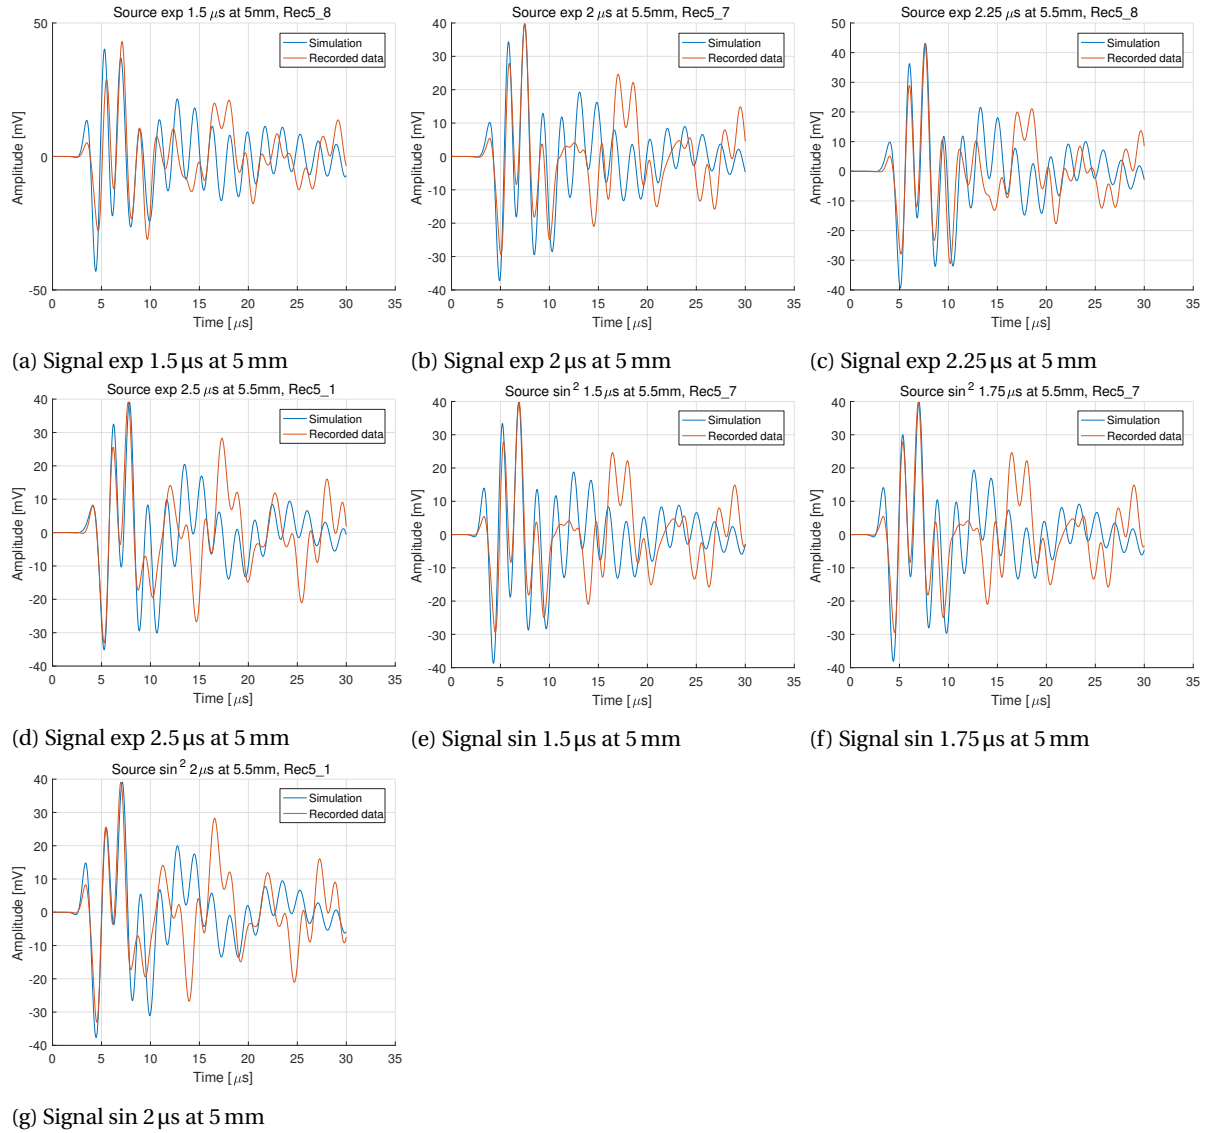 Source exp 1.5 μs at 5mm, Rec5_8
50
0
-50
Amplitude [mV]
Simulation
Recorded data
0 5 10 15 20 25 30 35
Time [μs]
(a) Signal exp 1.5 µs at 5 mm
Source exp 2 μs at 5.5mm, Rec5_7
40
30
20
10
0
-10
-20
-30
-40
Amplitude [mV]
Simulation
Recorded data
0 5 10 15 20 25 30 35
Time [μs]
(b) Signal exp 2 µs at 5 mm
Source exp 2.25 μs at 5.5mm, Rec5_8
50
40
30
20
10
0
-10
-20
-30
-40
Amplitude [mV]
Simulation
Recorded data
0 5 10 15 20 25 30 35
Time [μs]
(c) Signal exp 2.25 µs at 5 mm
Source exp 2.5 μs at 5.5mm, Rec5_1
40
30
20
10
0
-10
-20
-30
-40
Amplitude [mV]
Simulation
Recorded data
0 5 10 15 20 25 30 35
Time [μs]
(d) Signal exp 2.5 µs at 5 mm
Source sin² 1.5 μs at 5.5mm, Rec5_7
40
30
20
10
0
-10
-20
-30
-40
Amplitude [mV]
Simulation
Recorded data
0 5 10 15 20 25 30 35
Time [μs]
(e) Signal sin 1.5 µs at 5 mm
Source sin² 1.75 μs at 5.5mm, Rec5_7
40
30
20
10
0
-10
-20
-30
-40
Amplitude [mV]
Simulation
Recorded data
0 5 10 15 20 25 30 35
Time [μs]
(f) Signal sin 1.75 µs at 5 mm
Source sin² 2 μs at 5.5mm, Rec5_1
40
30
20
10
0
-10
-20
-30
-40
Amplitude [mV]
Simulation
Recorded data
0 5 10 15 20 25 30 35
Time [μs]
(g) Signal sin 2 µs at 5 mm